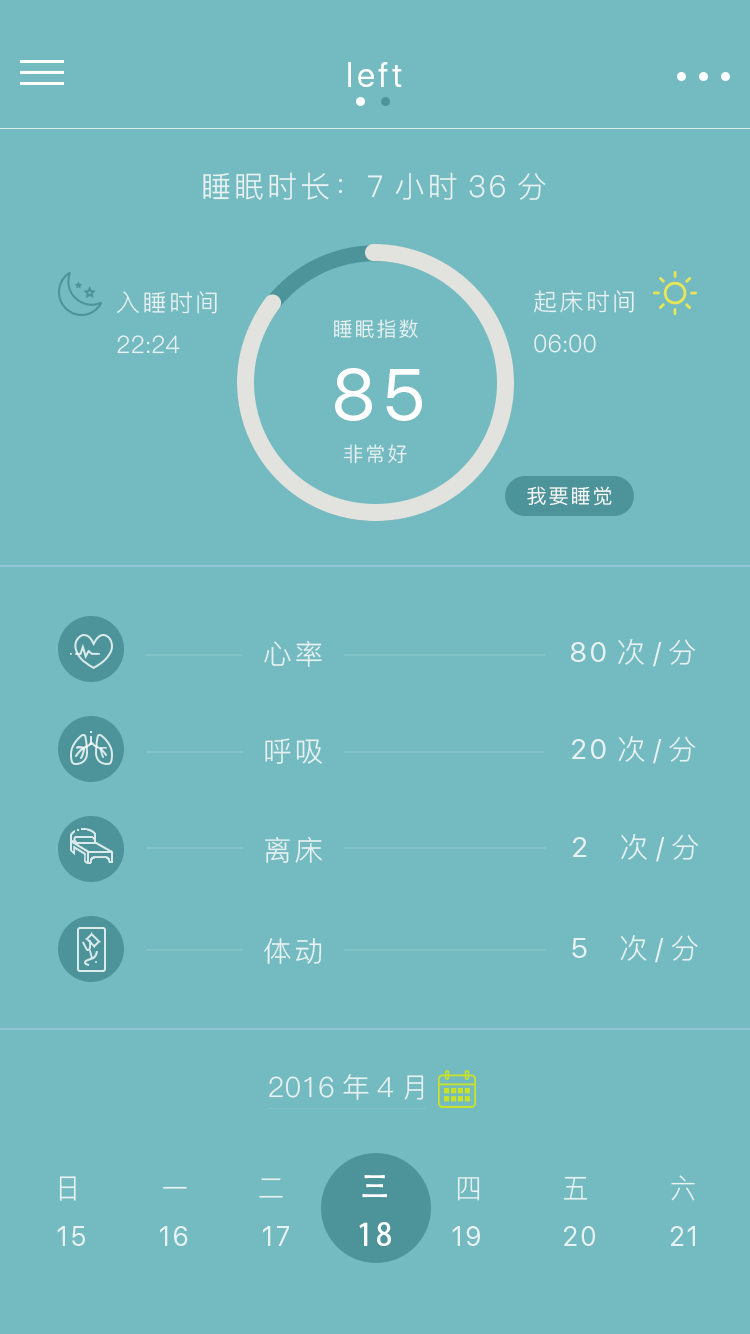 left
睡眠时长：7 小时 36 分
入睡时间
22:24
起床时间
06:00
睡眠指数
85
非常好
我要睡觉
心率 80 次 / 分
呼吸 20 次 / 分
离床 2 次 / 分
体动 5 次 / 分
2016 年 4 月
日 一 二 三 四 五 六
15 16 17 18 19 20 21